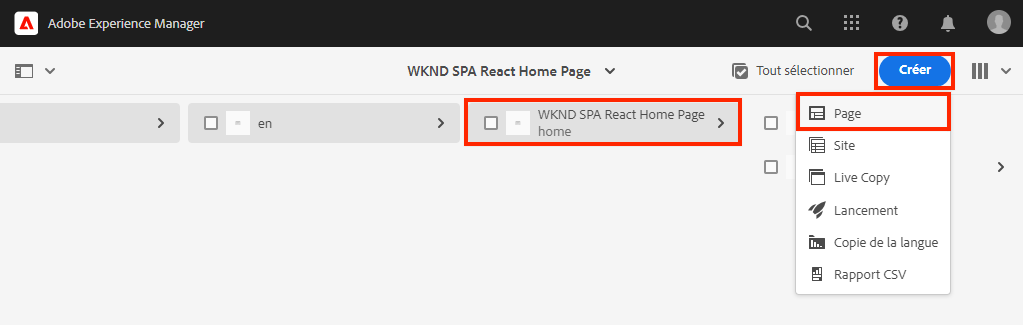 Adobe Experience Manager
WKND SPA React Home Page
Tout sélectionner
Créer
en
WKND SPA React Home Page
home
Page
Site
Live Copy
Lancement
Copie de la langue
Rapport CSV